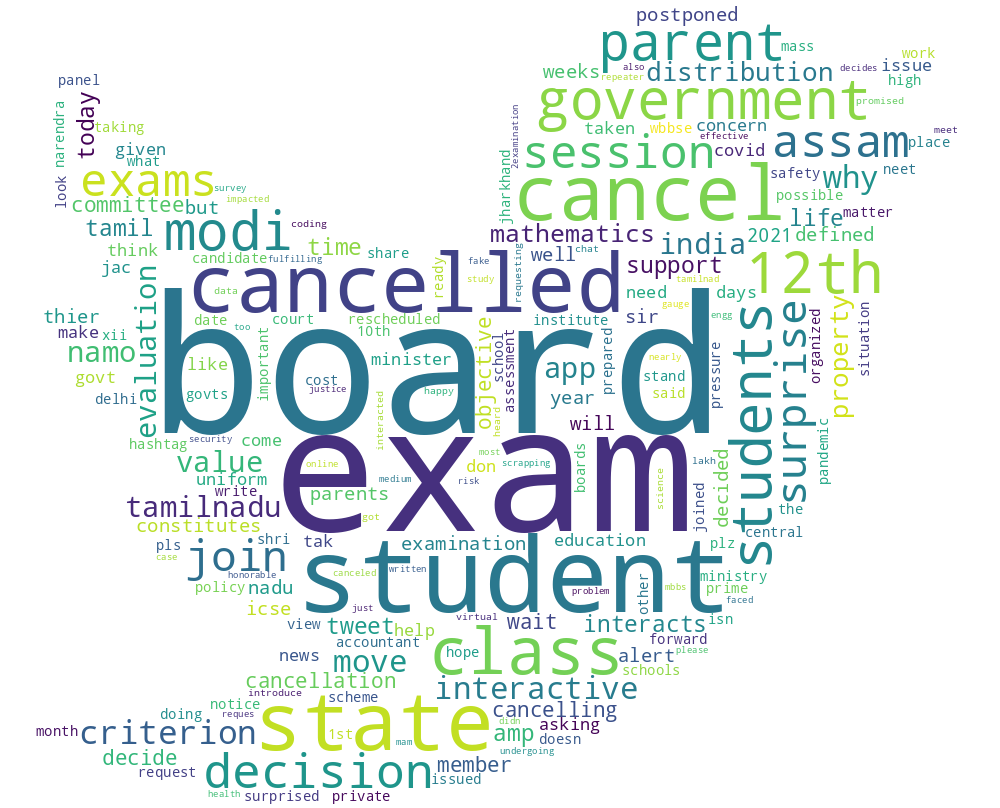 postponed
parent
mass
panel
weeks
distribution
also
decides
issue
work
repeater
high
government
promised
today
taking
narendra
look
given
what
taken
wbbse
concern
effective
assam
meet
place
2examination
session
covid
exams
survey
impacted
cancel
safety
why
neet
committee
but
jharkhand
possible
tamil
modi
coding
life
matter
think
time
mathematics
india
2021
defined
jac
candidate
fulfilling
share
ready
requesting
well
chat
fake
study
support
tamilnad
12th
cancelled
data
need
days
evaluation
date
too
court
rescheduled
10th
institute
sir
gauge
engg
thier
make
xii
namo
important
minister
objective
school
assessment
prepared
nearly
pressure
students
surprise
organized
property
situation
govt
like
cost
justice
happy
app
stand
said
delhi
govts
year
board
hashtag
security
come
interacted
heard
will
value
online
medium
most
risk
scrapping
don
boards
lakh
science
uniform
write
parents
exam
joined
decided
pandemic
tamilnadu
got
the
constitutes
central
pls
case
shri
tak
examination
education
plz
join
honorable
canceled
written
student
problem
other
mbbs
ministry
policy
nadu
prime
faced
icse
just
virtual
view
tweet
help
wait
interacts
isn
accountant
forward
news
move
class
hope
alert
please
schools
cancellation
introduce
interactive
notice
scheme
cancelling
doing
reques
state
didn
month
criterion
1st
mam
amp
asking
doesn
undergoing
decide
request
decision
member
issued
health
surprised
private